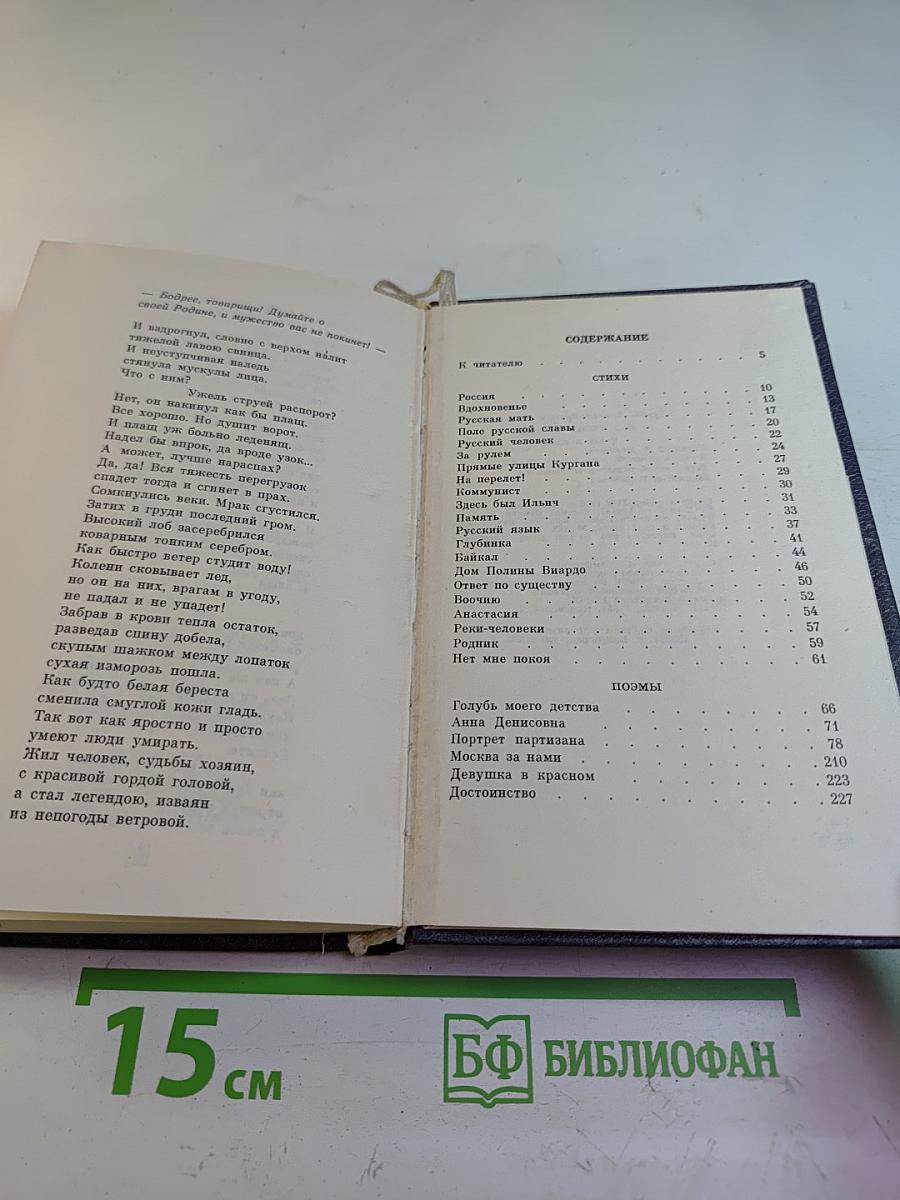 — Бодрее, товарищи! Думайте о
своей Родине, и мужество вас не покинет! —
И вздрогнул, словно с верхом налит
тяжелой лавою свинца.
И неуступчивая наледь
стянула мускулы лица.
Что с ним?
Ужель струей распорот?
Нет, он накинул как бы плащ.
Все хорошо. Но душит ворот.
И плащ уж больно леденящ.
Надел бы впрок, да вроде узок...
А может, лучше нараспах?
Да, да! Вся тяжесть перегрузок
спадет тогда и сгинет в прах.
Сомкнулись веки. Мрак сгустился.
Затих в груди последний гром.
Высокий лоб засеребрился
коварным тонким серебром.
Как быстро ветер студит воду!
Колени сковывает лед,
но он на них, врагам в угоду,
не падал и не упадет!
Забрав в крови тепла остаток,
разведав спину добела,
скупым шажком между лопаток
сухая изморозь пошла.
Как будто белая береста
сменила смуглой кожи гладь.
Так вот как яростно и просто
умеют люди умирать.
Жил человек, судьбы хозяин,
с красивой гордой головой,
а стал легендою, изваян
из непогоды ветровой.
СОДЕРЖАНИЕ
К читателю . . . . . . . . . . 5
СТИХИ
Россия . . . . . . . . . . 10
Вдохновенье . . . . . . . . . . 13
Русская мать . . . . . . . . . . 17
Поле русской славы . . . . . . . . . . 20
Русский человек . . . . . . . . . . 22
За рулем . . . . . . . . . . 24
Прямые улицы Кургана . . . . . . . . . . 27
На перелет! . . . . . . . . . . 29
Коммунист . . . . . . . . . . 30
Здесь был Ильич . . . . . . . . . . 31
Память . . . . . . . . . . 33
Русский язык . . . . . . . . . . 37
Глубинка . . . . . . . . . . 41
Байкал . . . . . . . . . . 44
Дом Полины Виардо . . . . . . . . . . 46
Ответ по существу . . . . . . . . . . 50
Воочию . . . . . . . . . . 52
Анастасия . . . . . . . . . . 54
Реки-человеки . . . . . . . . . . 57
Родник . . . . . . . . . . 59
Нет мне покоя . . . . . . . . . . 61
ПОЭМЫ
Голубь моего детства . . . . . . . . . . 66
Анна Денисовна . . . . . . . . . . 71
Портрет партизана . . . . . . . . . . 78
Москва за нами . . . . . . . . . . 210
Девушка в красном . . . . . . . . . . 223
Достоинство . . . . . . . . . . 227
15 см
БФ БИБЛИОФАН